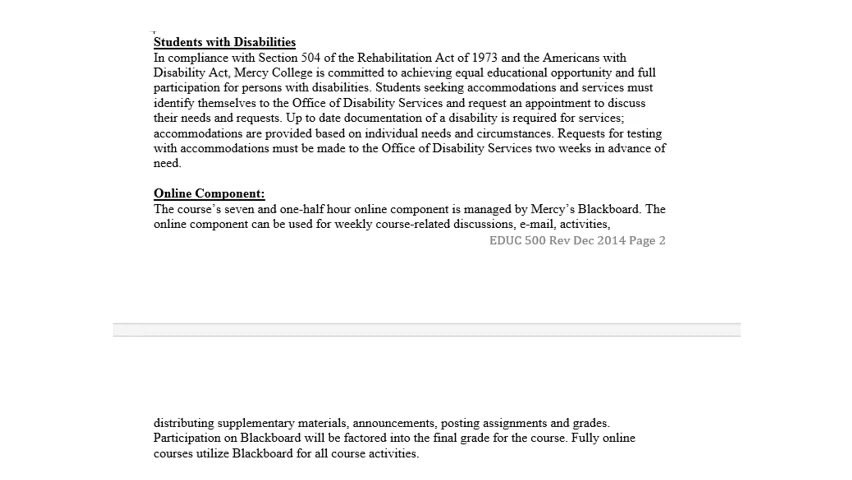 Students with Disabilities
In compliance with Section 504 of the Rehabilitation Act of 1973 and the Americans with
Disability Act, Mercy College is committed to achieving equal educational opportunity and full
participation for persons with disabilities. Students seeking accommodations and services must
identify themselves to the Office of Disability Services and request an appointment to discuss
their needs and requests. Up to date documentation of a disability is required for services;
accommodations are provided based on individual needs and circumstances. Requests for testing
with accommodations must be made to the Office of Disability Services two weeks in advance of
need.
Online Component:
The course’s seven and one-half hour online component is managed by Mercy’s Blackboard. The
online component can be used for weekly course-related discussions, e-mail, activities,
EDUC 500 Rev Dec 2014 Page 2
distributing supplementary materials, announcements, posting assignments and grades.
Participation on Blackboard will be factored into the final grade for the course. Fully online
courses utilize Blackboard for all course activities.